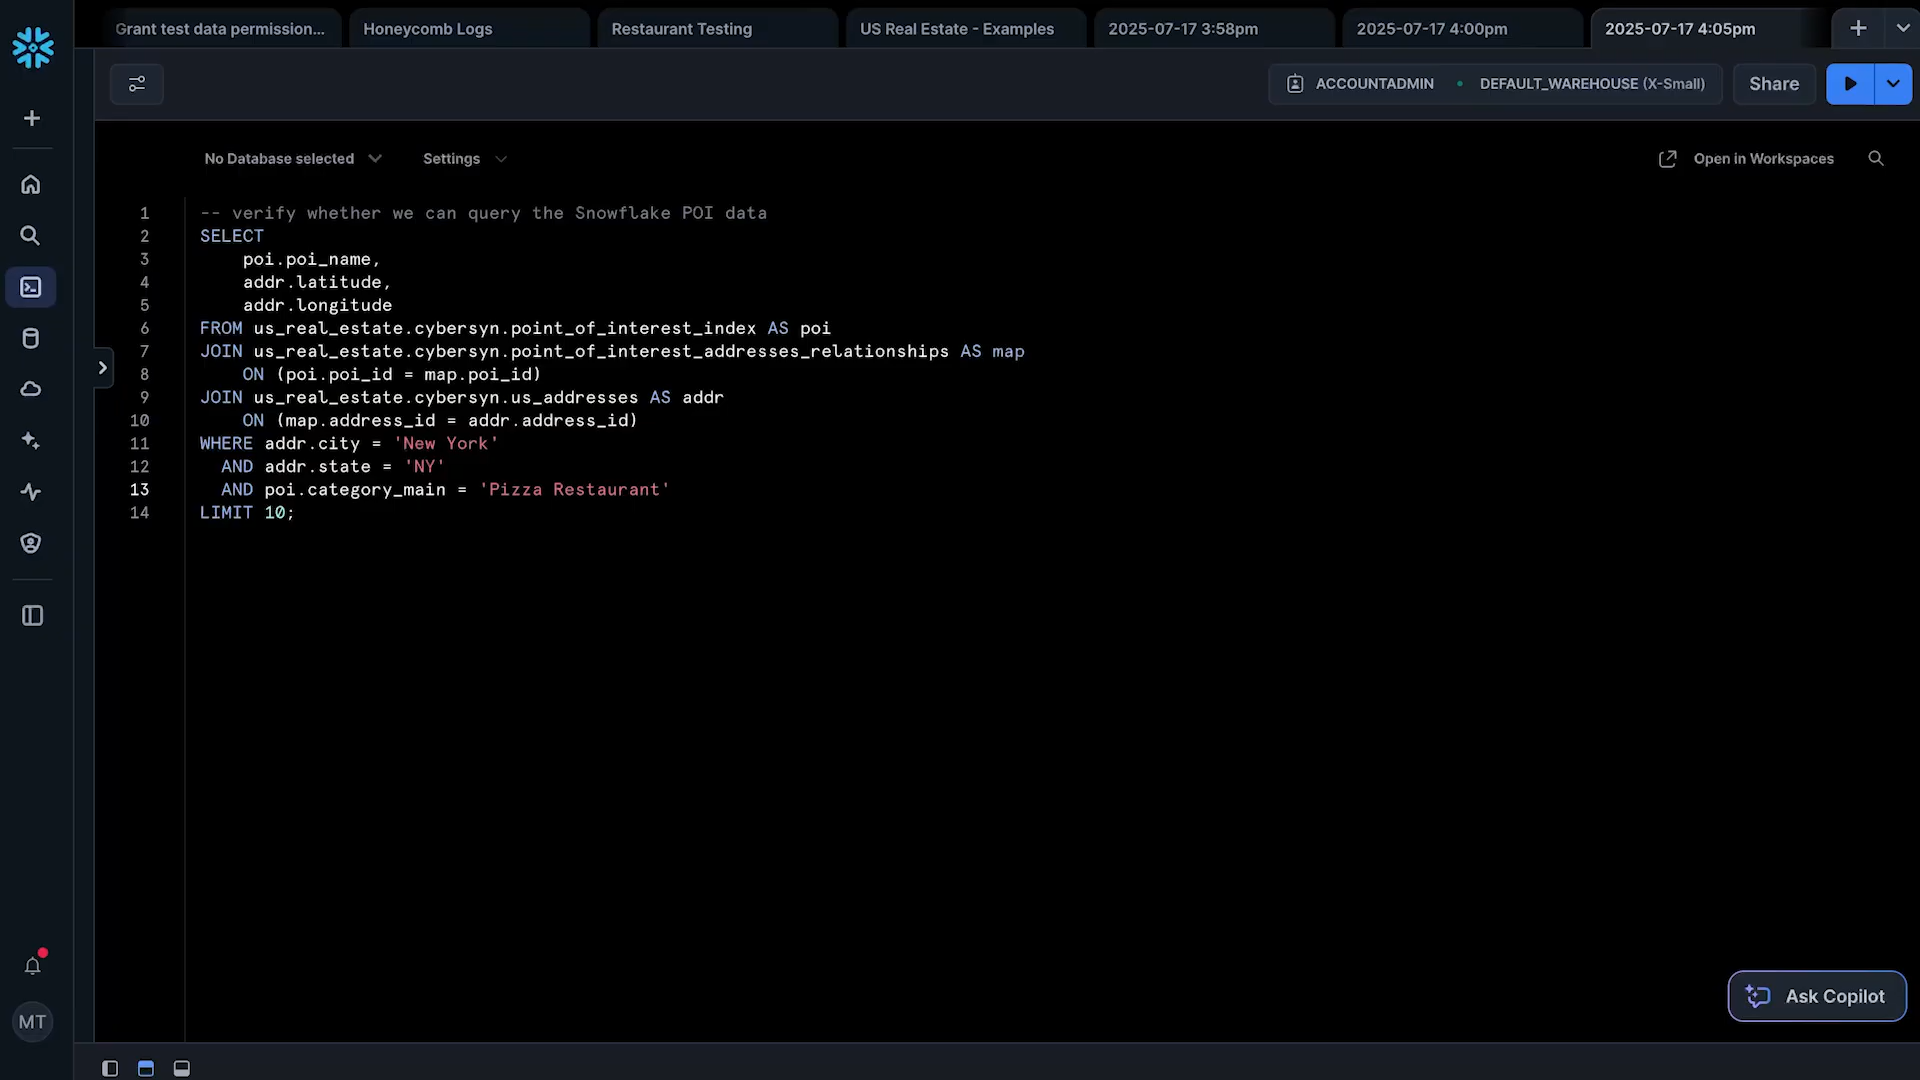 Grant test data permission...
Honeycomb Logs
Restaurant Testing
US Real Estate - Examples
2025-07-17 3:58pm
2025-07-17 4:00pm
2025-07-17 4:05pm
ACCOUNTADMIN
DEFAULT_WAREHOUSE (X-Small)
Share
No Database selected
Settings
Open in Workspaces
1 -- verify whether we can query the Snowflake POI data
2 SELECT
3 poi.poi_name,
4 addr.latitude,
5 addr.longitude
6 FROM us_real_estate.cybersyn.point_of_interest_index AS poi
7 JOIN us_real_estate.cybersyn.point_of_interest_addresses_relationships AS map
8 ON (poi.poi_id = map.poi_id)
9 JOIN us_real_estate.cybersyn.us_addresses AS addr
10 ON (map.address_id = addr.address_id)
11 WHERE addr.city = 'New York'
12 AND addr.state = 'NY'
13 AND poi.category_main = 'Pizza Restaurant'
14 LIMIT 10;
Ask Copilot
MT